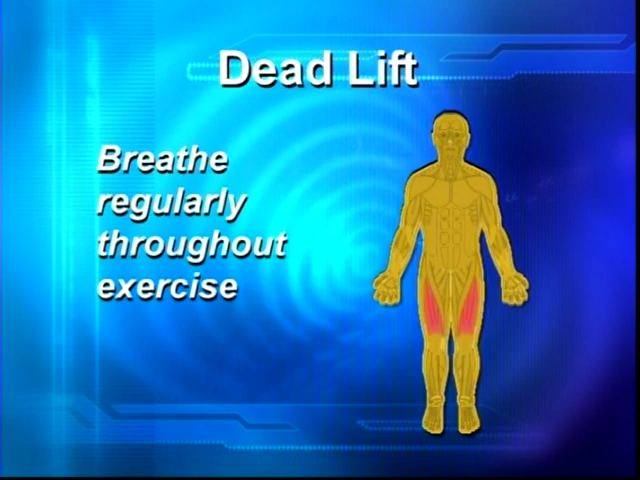 Dead Lift
Breathe
regularly
throughout
exercise